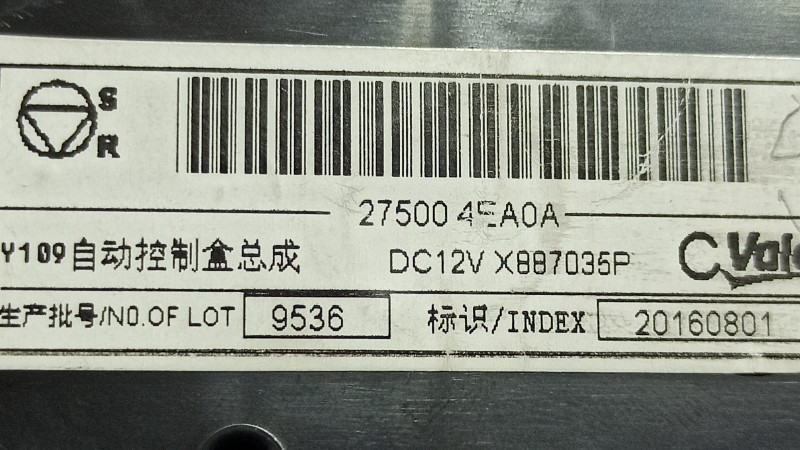 S
R
27500 4EA0A
Y109自动控制盒总成 DC12V X887035P Vale
生产批号/NO.OF LOT 9536 标识/INDEX 20160801